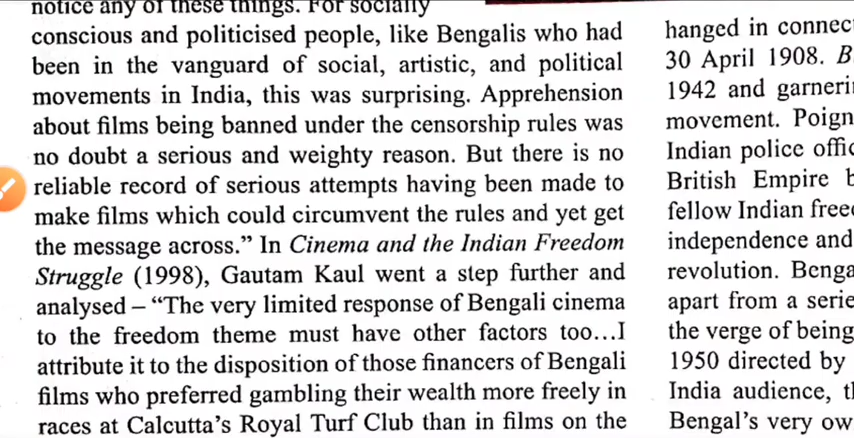 notice any of these things. For socially
conscious and politicised people, like Bengalis who had
been in the vanguard of social, artistic, and political
movements in India, this was surprising. Apprehension
about films being banned under the censorship rules was
no doubt a serious and weighty reason. But there is no
reliable record of serious attempts having been made to
make films which could circumvent the rules and yet get
the message across.” In Cinema and the Indian Freedom
Struggle (1998), Gautam Kaul went a step further and
analysed – “The very limited response of Bengali cinema
to the freedom theme must have other factors too...I
attribute it to the disposition of those financers of Bengali
films who preferred gambling their wealth more freely in
races at Calcutta’s Royal Turf Club than in films on the
hanged in connec
30 April 1908. B
1942 and garneri
movement. Poign
Indian police offic
British Empire b
fellow Indian free
independence and
revolution. Benga
apart from a serie
the verge of being
1950 directed by
India audience, t
Bengal’s very ow